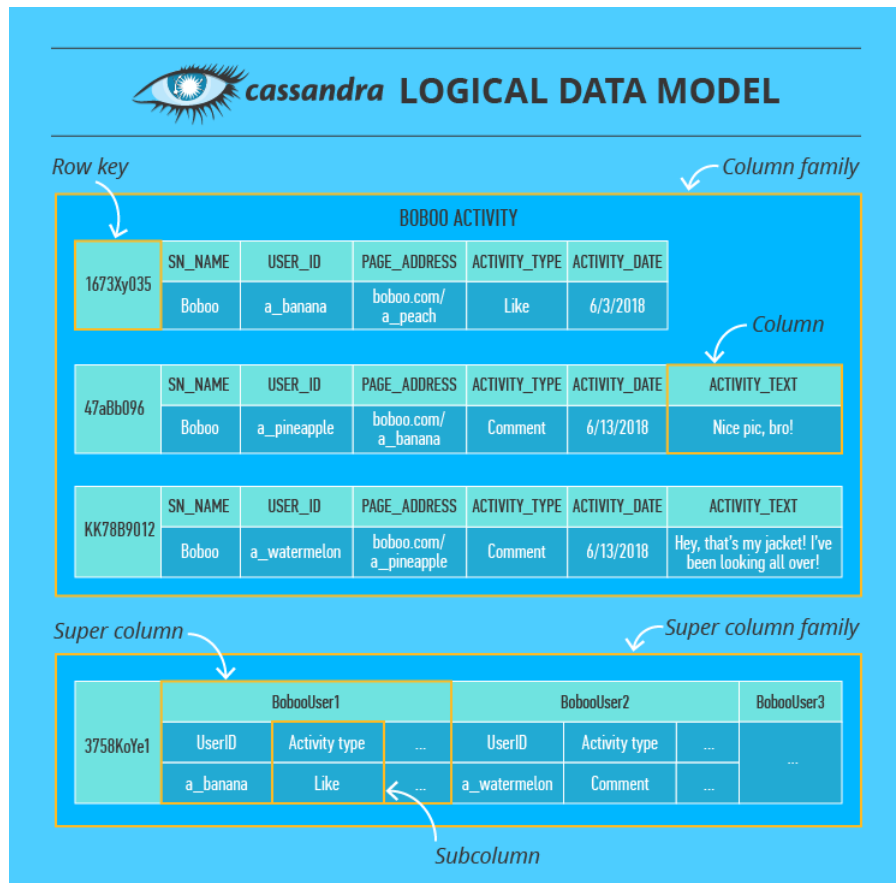 cassandra LOGICAL DATA MODEL
Row key
Column family
BOBOO ACTIVITY
1673Xy035
SN_NAME USER_ID PAGE_ADDRESS ACTIVITY_TYPE ACTIVITY_DATE
Boboo a_banana boboo.com/
a_peach Like 6/3/2018
Column
47aBb096
SN_NAME USER_ID PAGE_ADDRESS ACTIVITY_TYPE ACTIVITY_DATE ACTIVITY_TEXT
Boboo a_pineapple boboo.com/
a_banana Comment 6/13/2018 Nice pic, bro!
KK78B9012
SN_NAME USER_ID PAGE_ADDRESS ACTIVITY_TYPE ACTIVITY_DATE ACTIVITY_TEXT
Boboo a_watermelon boboo.com/
a_pineapple Comment 6/13/2018 Hey, that's my jacket! I've
been looking all over!
Super column
Super column family
3758KoYe1
BobooUser1 BobooUser2 BobooUser3
UserID Activity type ... UserID Activity type ... ...
a_banana Like ... a_watermelon Comment ...
Subcolumn